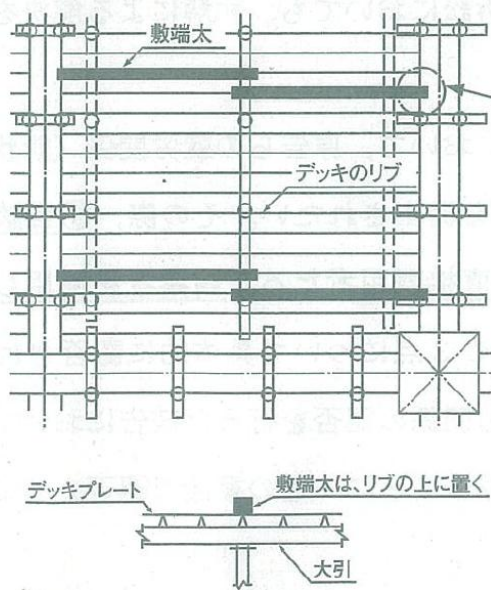 敷端太
デッキのリブ
デッキプレート
敷端太は、リブの上に置く
大引